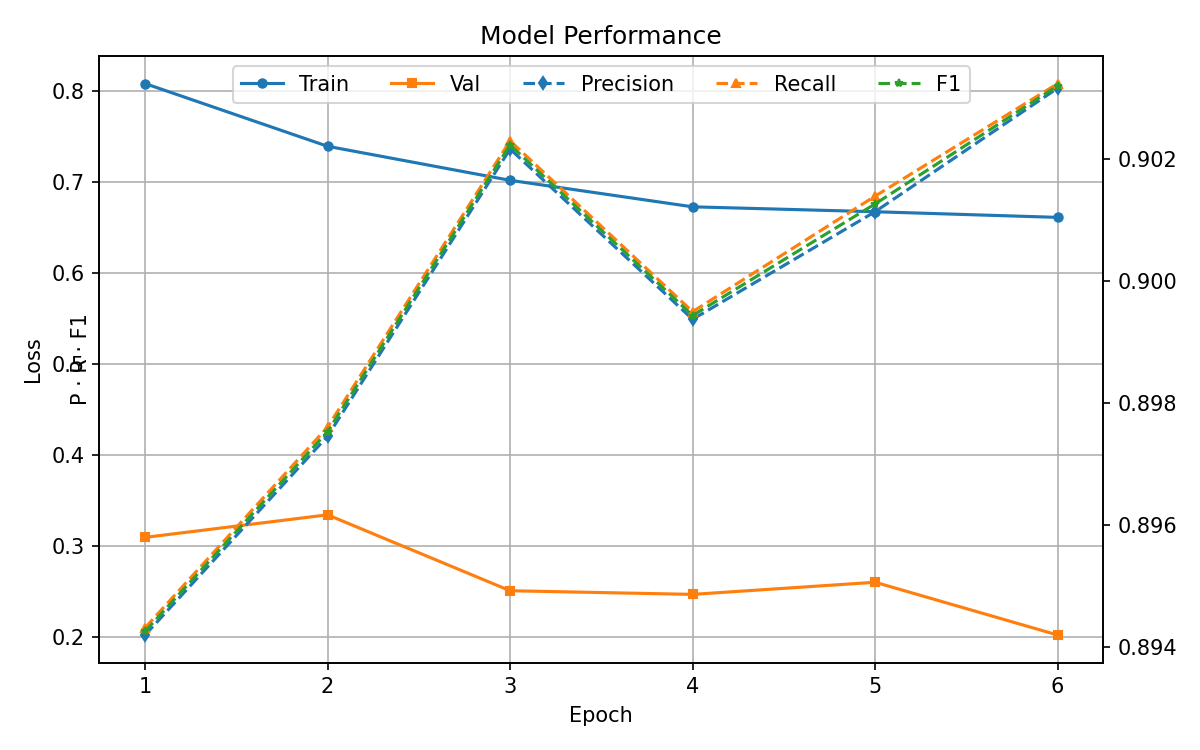 Model Performance
Train Val Precision Recall F1
0.8
0.7
0.6
0.5
0.4
0.3
0.2
Loss
P · R · F1
0.902
0.900
0.898
0.896
0.894
1 2 3 4 5 6
Epoch